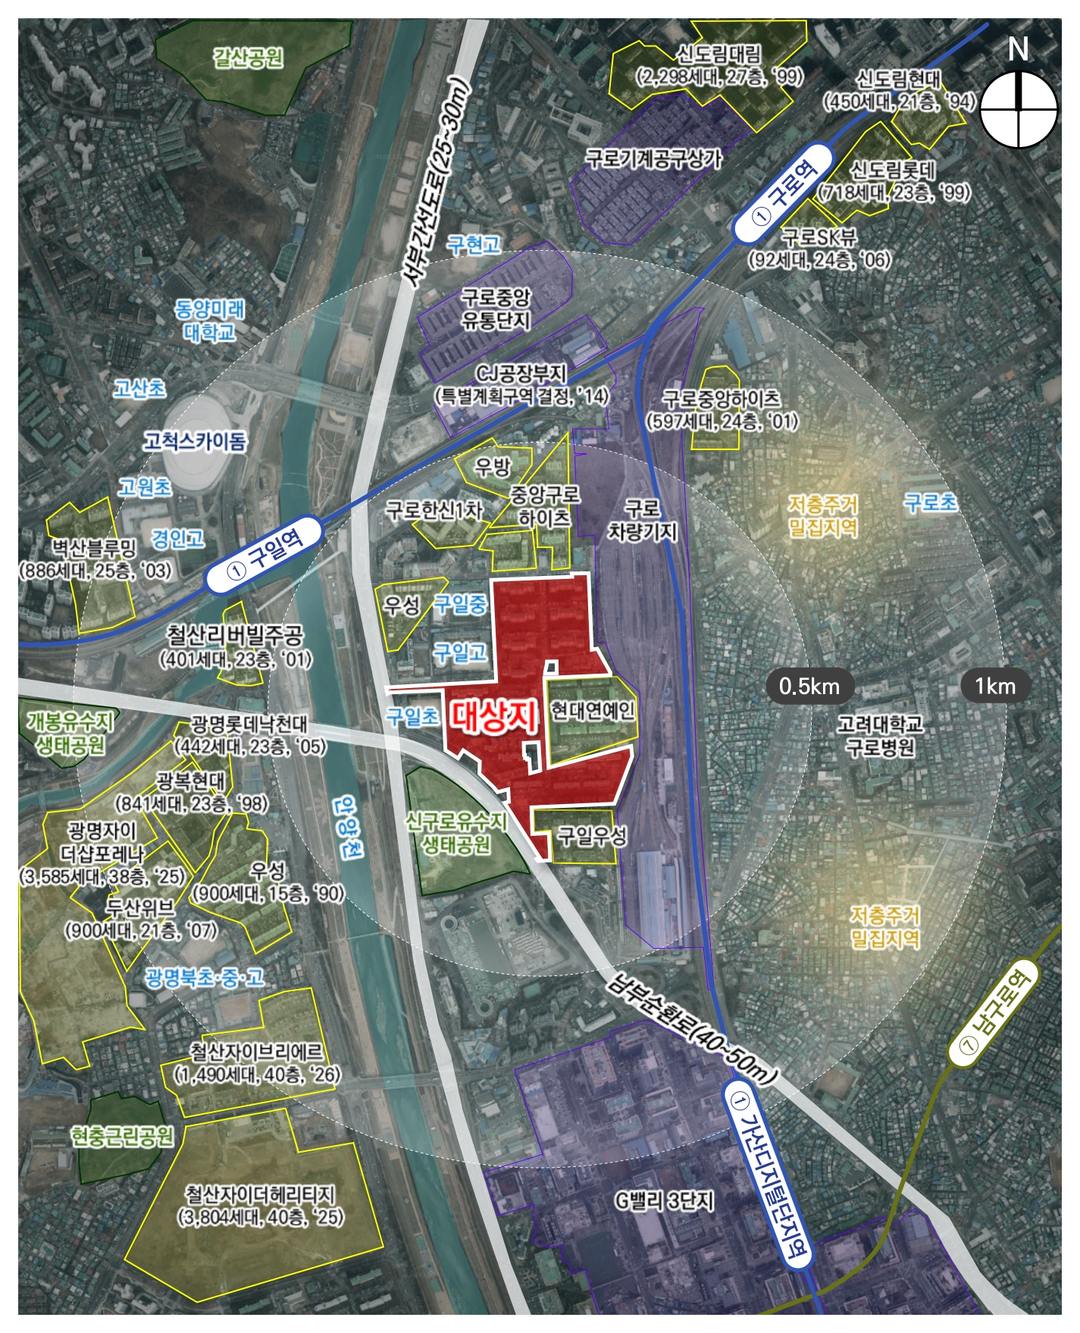 갈산공원
신도림대림
(2,298세대, 27층, ‘99)
N
신도림현대
(450세대, 21층, ‘94)
서부간선도로(25~30m)
구로기계공구상가
① 구로역
신도림롯데
(718세대, 23층, ‘99)
구로SK뷰
(92세대, 24층, ‘06)
구현고
동양미래
대학교
구로중앙
유통단지
CJ공장부지
(특별계획구역 결정, ‘14)
고산초
구로중앙하이츠
(597세대, 24층, ‘01)
고척스카이돔
우방
고원초
중앙구로
하이츠
구로한신1차
구로
차량기지
저층주거
밀집지역
구로초
벽산블루밍
(886세대, 25층, ‘03)
경인고
① 구일역
우성
구일중
철산리버빌주공
(401세대, 23층, ‘01)
구일고
0.5km
1km
개봉유수지
생태공원
광명롯데낙천대
(442세대, 23층, ‘05)
구일초
대상지
현대연예인
고려대학교
구로병원
광복현대
(841세대, 23층, ‘98)
안양천
신구로유수지
생태공원
구일우성
광명자이
더샵포레나
(3,585세대, 38층, ‘25)
우성
(900세대, 15층, ‘90)
두산위브
(900세대, 21층, ‘07)
저층주거
밀집지역
광명북초·중·고
남부순환로(40~50m)
⑦ 남구로역
철산자이브리에르
(1,490세대, 40층, ‘26)
현충근린공원
① 가산디지털단지역
철산자이더헤리티지
(3,804세대, 40층, ‘25)
G밸리 3단지